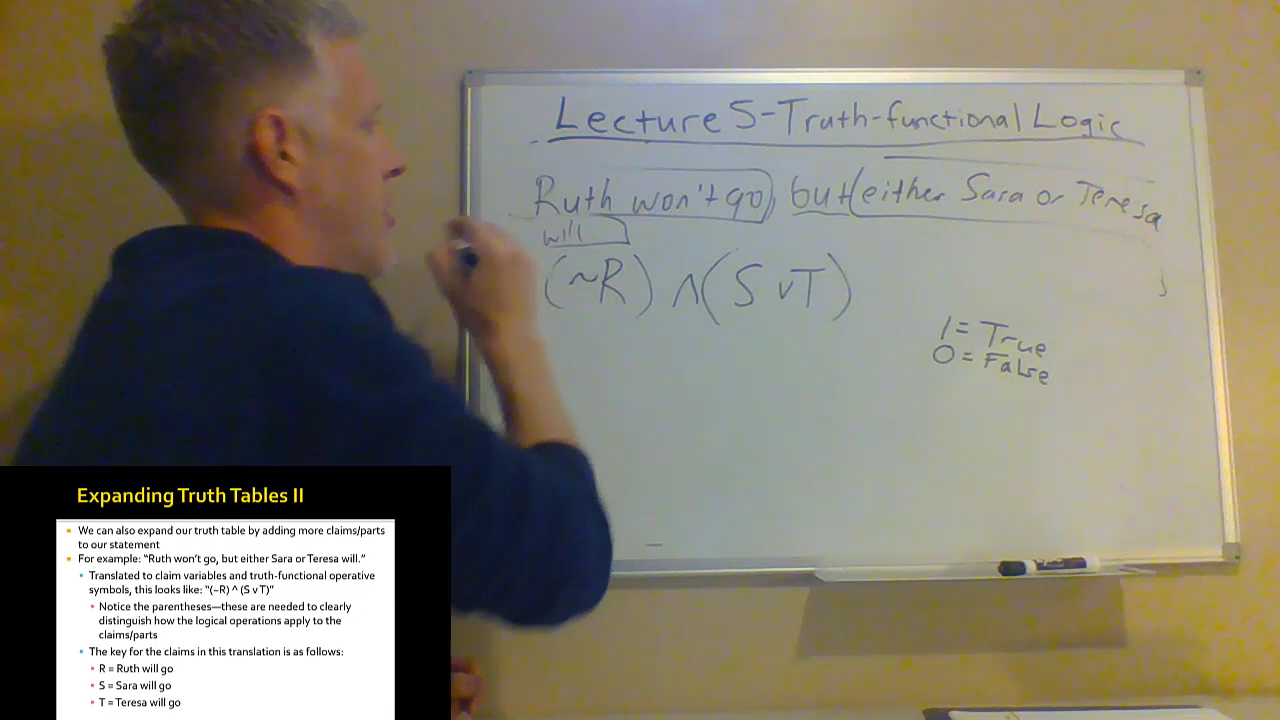 Lecture 5-Truth-functional Logic
Ruth won't go, but (either Sara or Teresa
will
(~R) ∧ (S v T)
1 = True
0 = False
Expanding Truth Tables II
We can also expand our truth table by adding more claims/parts
to our statement
For example: “Ruth won’t go, but either Sara or Teresa will.”
Translated to claim variables and truth-functional operative
symbols, this looks like: “(~R) ^ (S v T)”
Notice the parentheses—these are needed to clearly
distinguish how the logical operations apply to the
claims/parts
The key for the claims in this translation is as follows:
R = Ruth will go
S = Sara will go
T = Teresa will go